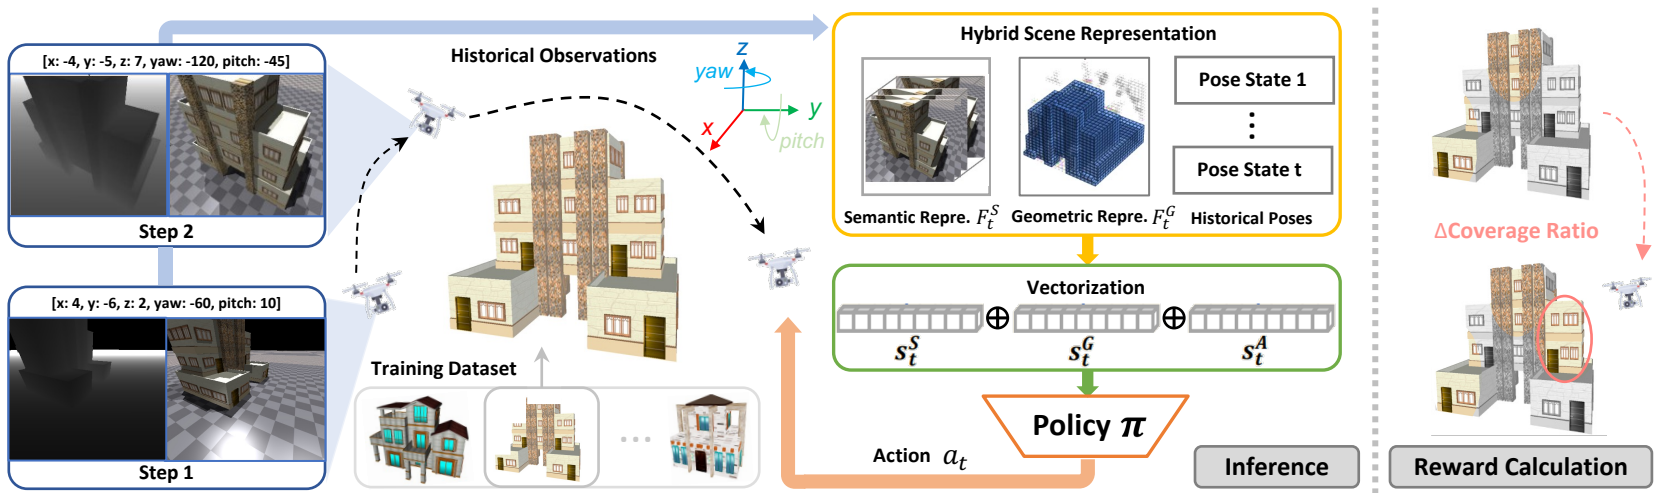 [x: -4, y: -5, z: 7, yaw: -120, pitch: -45]
Step 2
[x: 4, y: -6, z: 2, yaw: -60, pitch: 10]
Step 1
Historical Observations
z
yaw
y
x
pitch
Training Dataset
Hybrid Scene Representation
Pose State 1
Pose State t
Semantic Repre. F_t^S
Geometric Repre. F_t^G
Historical Poses
Vectorization
⊕ ⊕
s_t^S
s_t^G
s_t^A
Policy π
Action a_t
Inference
ΔCoverage Ratio
Reward Calculation